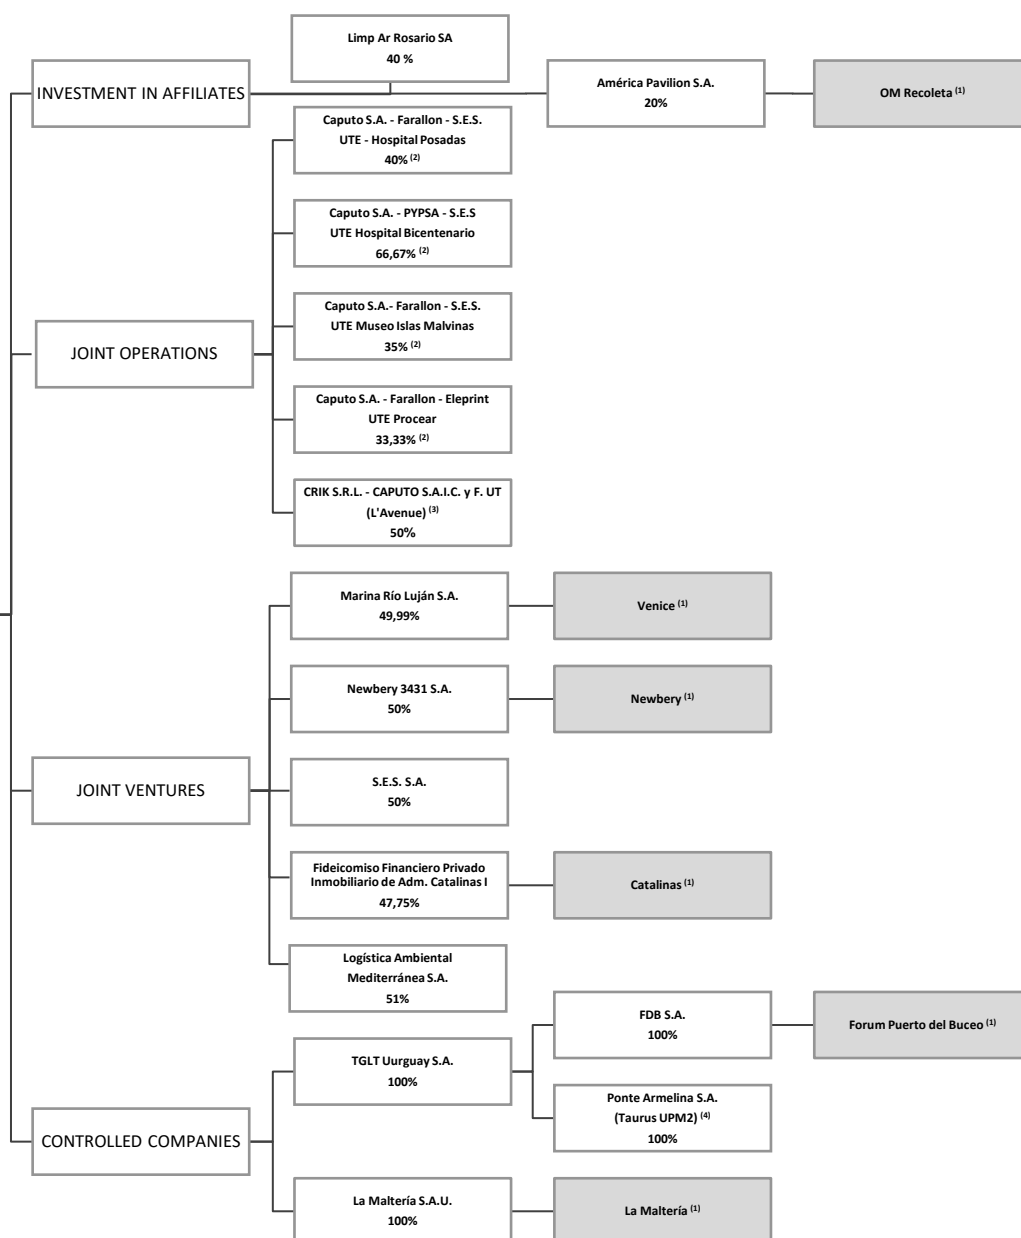 Limp Ar Rosario SA
40 %
INVESTMENT IN AFFILIATES
América Pavilion S.A.
20%
OM Recoleta (1)
Caputo S.A. - Farallon - S.E.S.
UTE - Hospital Posadas
40% (2)
Caputo S.A. - PYPSA - S.E.S
UTE Hospital Bicentenario
66,67% (2)
JOINT OPERATIONS
Caputo S.A.- Farallon - S.E.S.
UTE Museo Islas Malvinas
35% (2)
Caputo S.A. - Farallon - Eleprint
UTE Procear
33,33% (2)
CRIK S.R.L. - CAPUTO S.A.I.C. y F. UT
(L'Avenue) (3)
50%
Marina Río Luján S.A.
49,99%
Venice (1)
Newbery 3431 S.A.
50%
Newbery (1)
JOINT VENTURES
S.E.S. S.A.
50%
Fideicomiso Financiero Privado
Inmobiliario de Adm. Catalinas I
47,75%
Catalinas (1)
Logística Ambiental
Mediterránea S.A.
51%
FDB S.A.
100%
Forum Puerto del Buceo (1)
TGLT Uurguay S.A.
100%
Ponte Armelina S.A.
(Taurus UPM2) (4)
100%
CONTROLLED COMPANIES
La Maltería S.A.U.
100%
La Maltería (1)